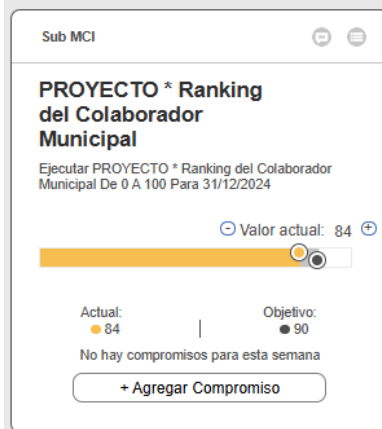 Sub MCI
PROYECTO * Ranking
del Colaborador
Municipal
Ejecutar PROYECTO * Ranking del Colaborador
Municipal De 0 A 100 Para 31/12/2024
Valor actual: 84
Actual: Objetivo:
84 90
No hay compromisos para esta semana
+ Agregar Compromiso